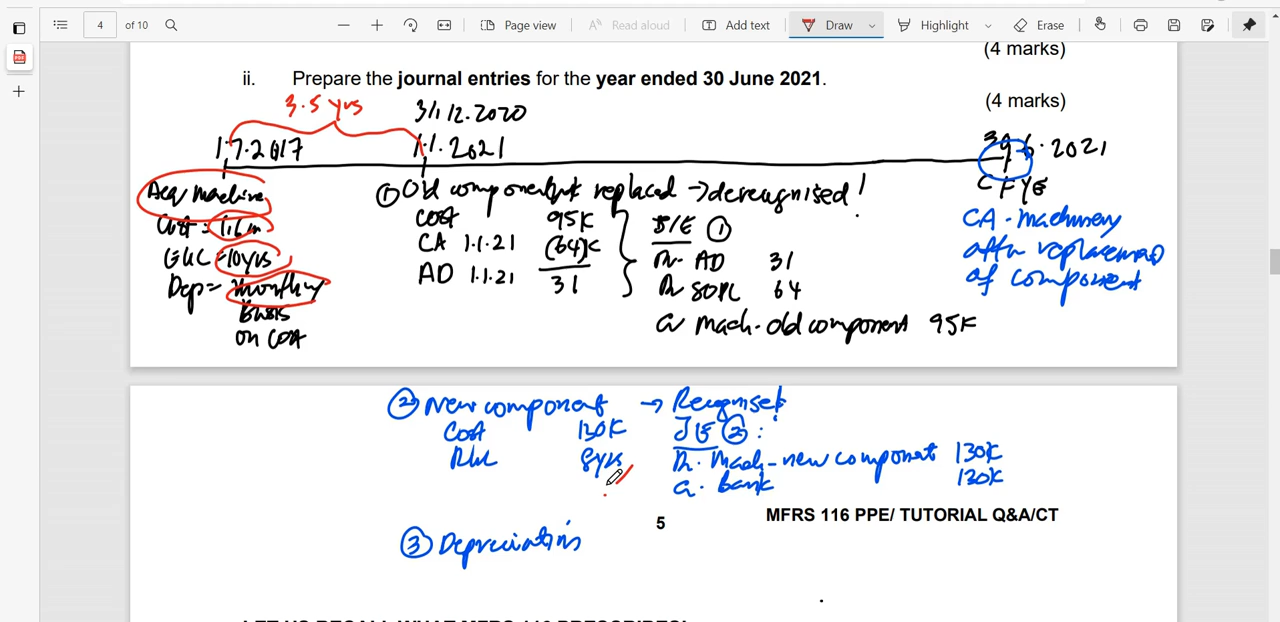 4 of 10
Page view
Read aloud
Add text
Draw
Highlight
Erase
(4 marks)
ii. Prepare the journal entries for the year ended 30 June 2021.
(4 marks)
3.5 yrs
31.12.2020
1.7.2017
1.1.2021
6.2021
CFYE
Acq machine
Cost = 1.6m
= 10yrs
Dep = monthly
basis
on cost
① Old component replaced → derecognised!
Cost 95K
CA 1.1.21 (64)K
AD 1.1.21 31
J/E ①
Dr. AD 31
Dr SOPL 64
Cr mach-old component 95K
CA - machinery
after replacement
of component
② New component → Recognised
Cost 130K
8yrs
JE ② :
Dr. Mach-new component 130K
Cr. bank 130K
5
MFRS 116 PPE/ TUTORIAL Q&A/CT
③ Depreciation